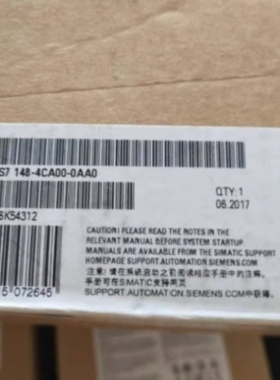 S7 148-4CA00-0AA0
QTY:1
06.2017
5K54312
CAUTION! PLEASE READ THE NOTES IN THE
RELEVANT MANUAL BEFORE SYSTEM STARTUP
MANUALS ARE AVAILABLE FROM THE SIMATIC SUPPORT
HOMEPAGE SUPPORT.AUTOMATION.SIEMENS.COM
注意! 请在系统启动之前阅读相应手册中的注释。
手册可在SIMATIC支持网页
SUPPORT.AUTOMATION.SIEMENS.COM中获得。
5 072645